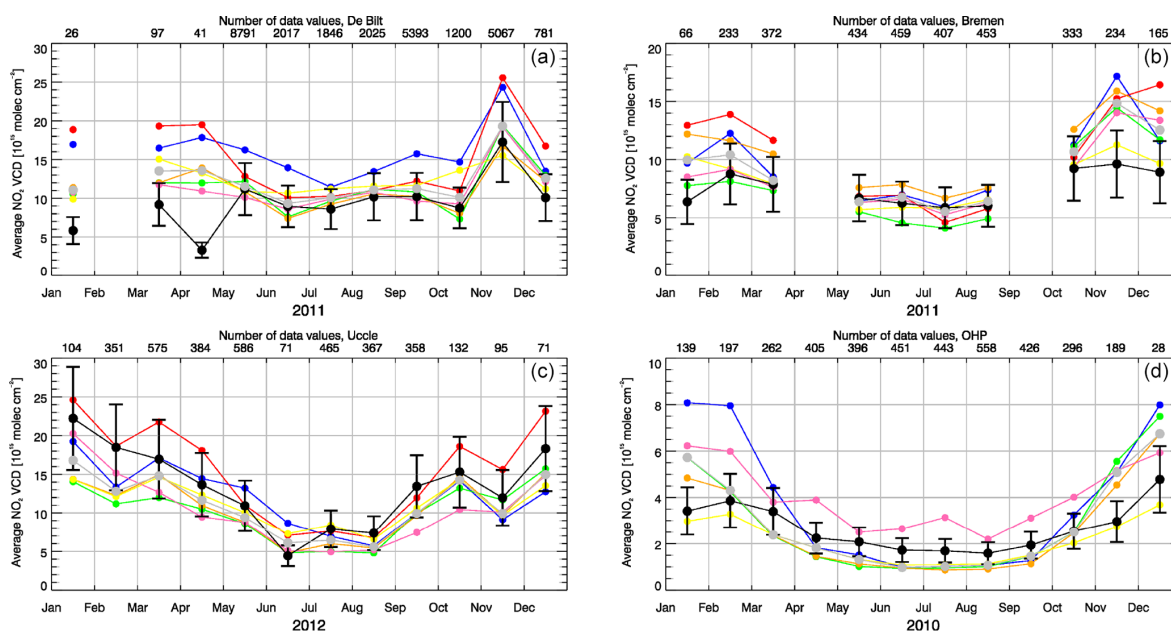 Number of data values, De Bilt
26 97 41 8791 2017 1846 2025 5393 1200 5067 781
(a)
30
25
20
15
10
5
0
Average NO₂ VCD [10¹⁵ molec cm⁻²]
Jan Feb Mar Apr May Jun Jul Aug Sep Oct Nov Dec
2011
Number of data values, Bremen
66 233 372 434 459 407 453 333 234 165
(b)
20
15
10
5
0
Average NO₂ VCD [10¹⁵ molec cm⁻²]
Jan Feb Mar Apr May Jun Jul Aug Sep Oct Nov Dec
2011
Number of data values, Uccle
104 351 575 384 586 71 465 367 358 132 95 71
(c)
30
25
20
15
10
5
0
Average NO₂ VCD [10¹⁵ molec cm⁻²]
Jan Feb Mar Apr May Jun Jul Aug Sep Oct Nov Dec
2012
Number of data values, OHP
139 197 262 405 396 451 443 558 426 296 189 28
(d)
10
8
6
4
2
0
Average NO₂ VCD [10¹⁵ molec cm⁻²]
Jan Feb Mar Apr May Jun Jul Aug Sep Oct Nov Dec
2010